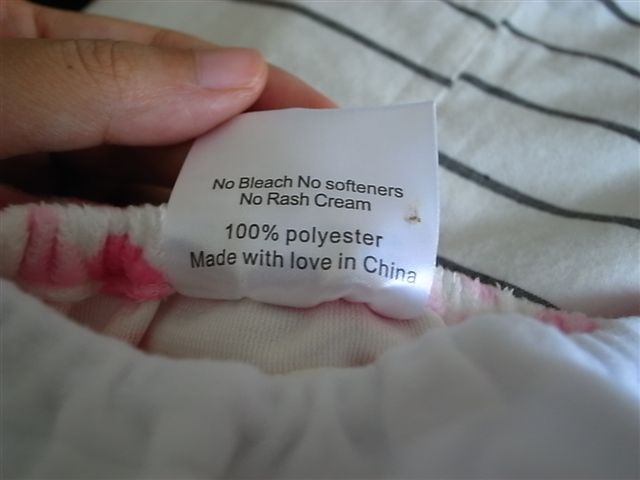 No Bleach No softeners
No Rash Cream
100% polyester
Made with love in China